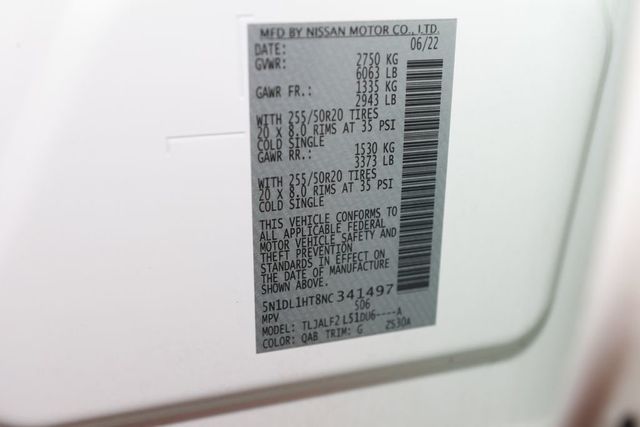 MFD BY NISSAN MOTOR CO., LTD.
DATE: 06/22
GVWR: 2750 KG
6063 LB
GAWR FR.: 1335 KG
2943 LB
WITH 255/50R20 TIRES
20 X 8.0 RIMS AT 35 PSI
COLD SINGLE
GAWR RR.: 1530 KG
3373 LB
WITH 255/50R20 TIRES
20 X 8.0 RIMS AT 35 PSI
COLD SINGLE
THIS VEHICLE CONFORMS TO
ALL APPLICABLE FEDERAL
MOTOR VEHICLE SAFETY AND
THEFT PREVENTION
STANDARDS IN EFFECT ON
THE DATE OF MANUFACTURE
SHOWN ABOVE.
5N1DL1HT8NC341497
MPV S06
MODEL: TLJALF2 L51DU6----A
COLOR: QAB TRIM: G ZS30A